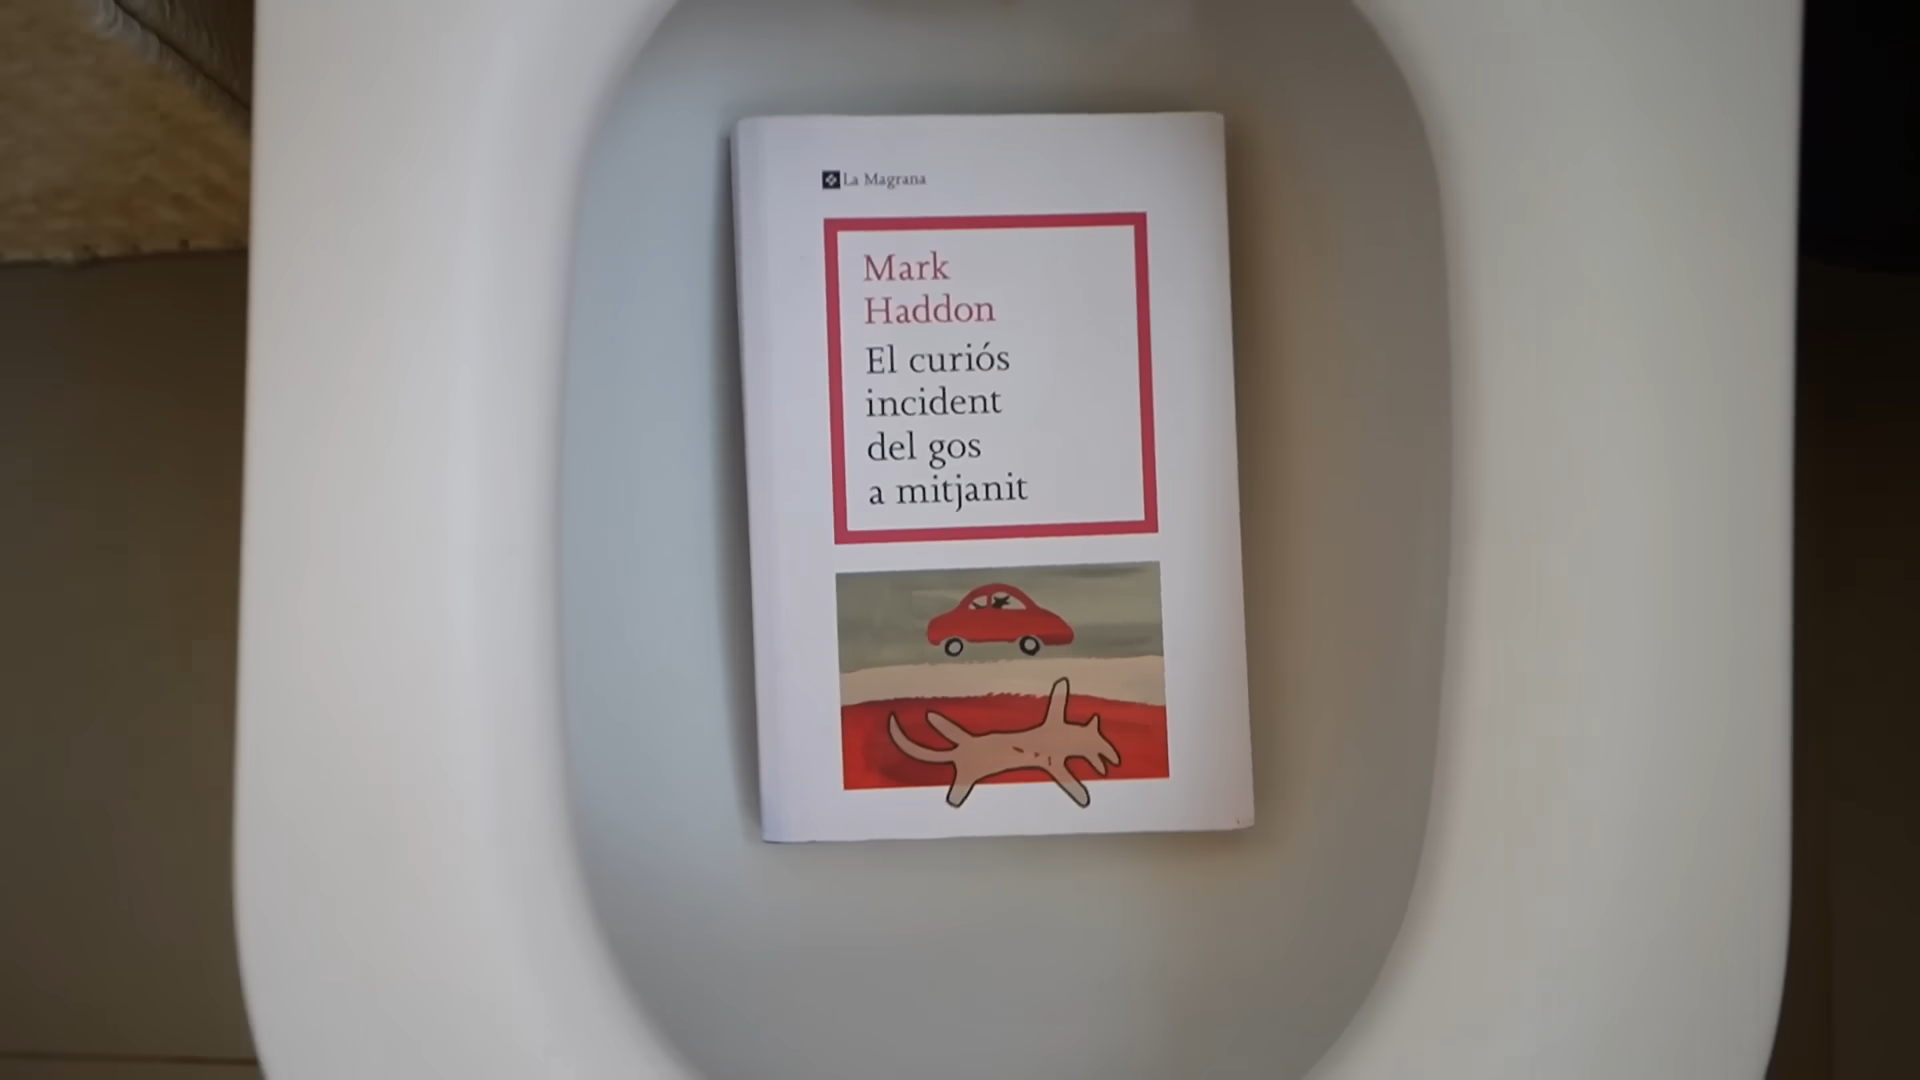 La Magrana
Mark
Haddon
El curiós
incident
del gos
a mitjanit